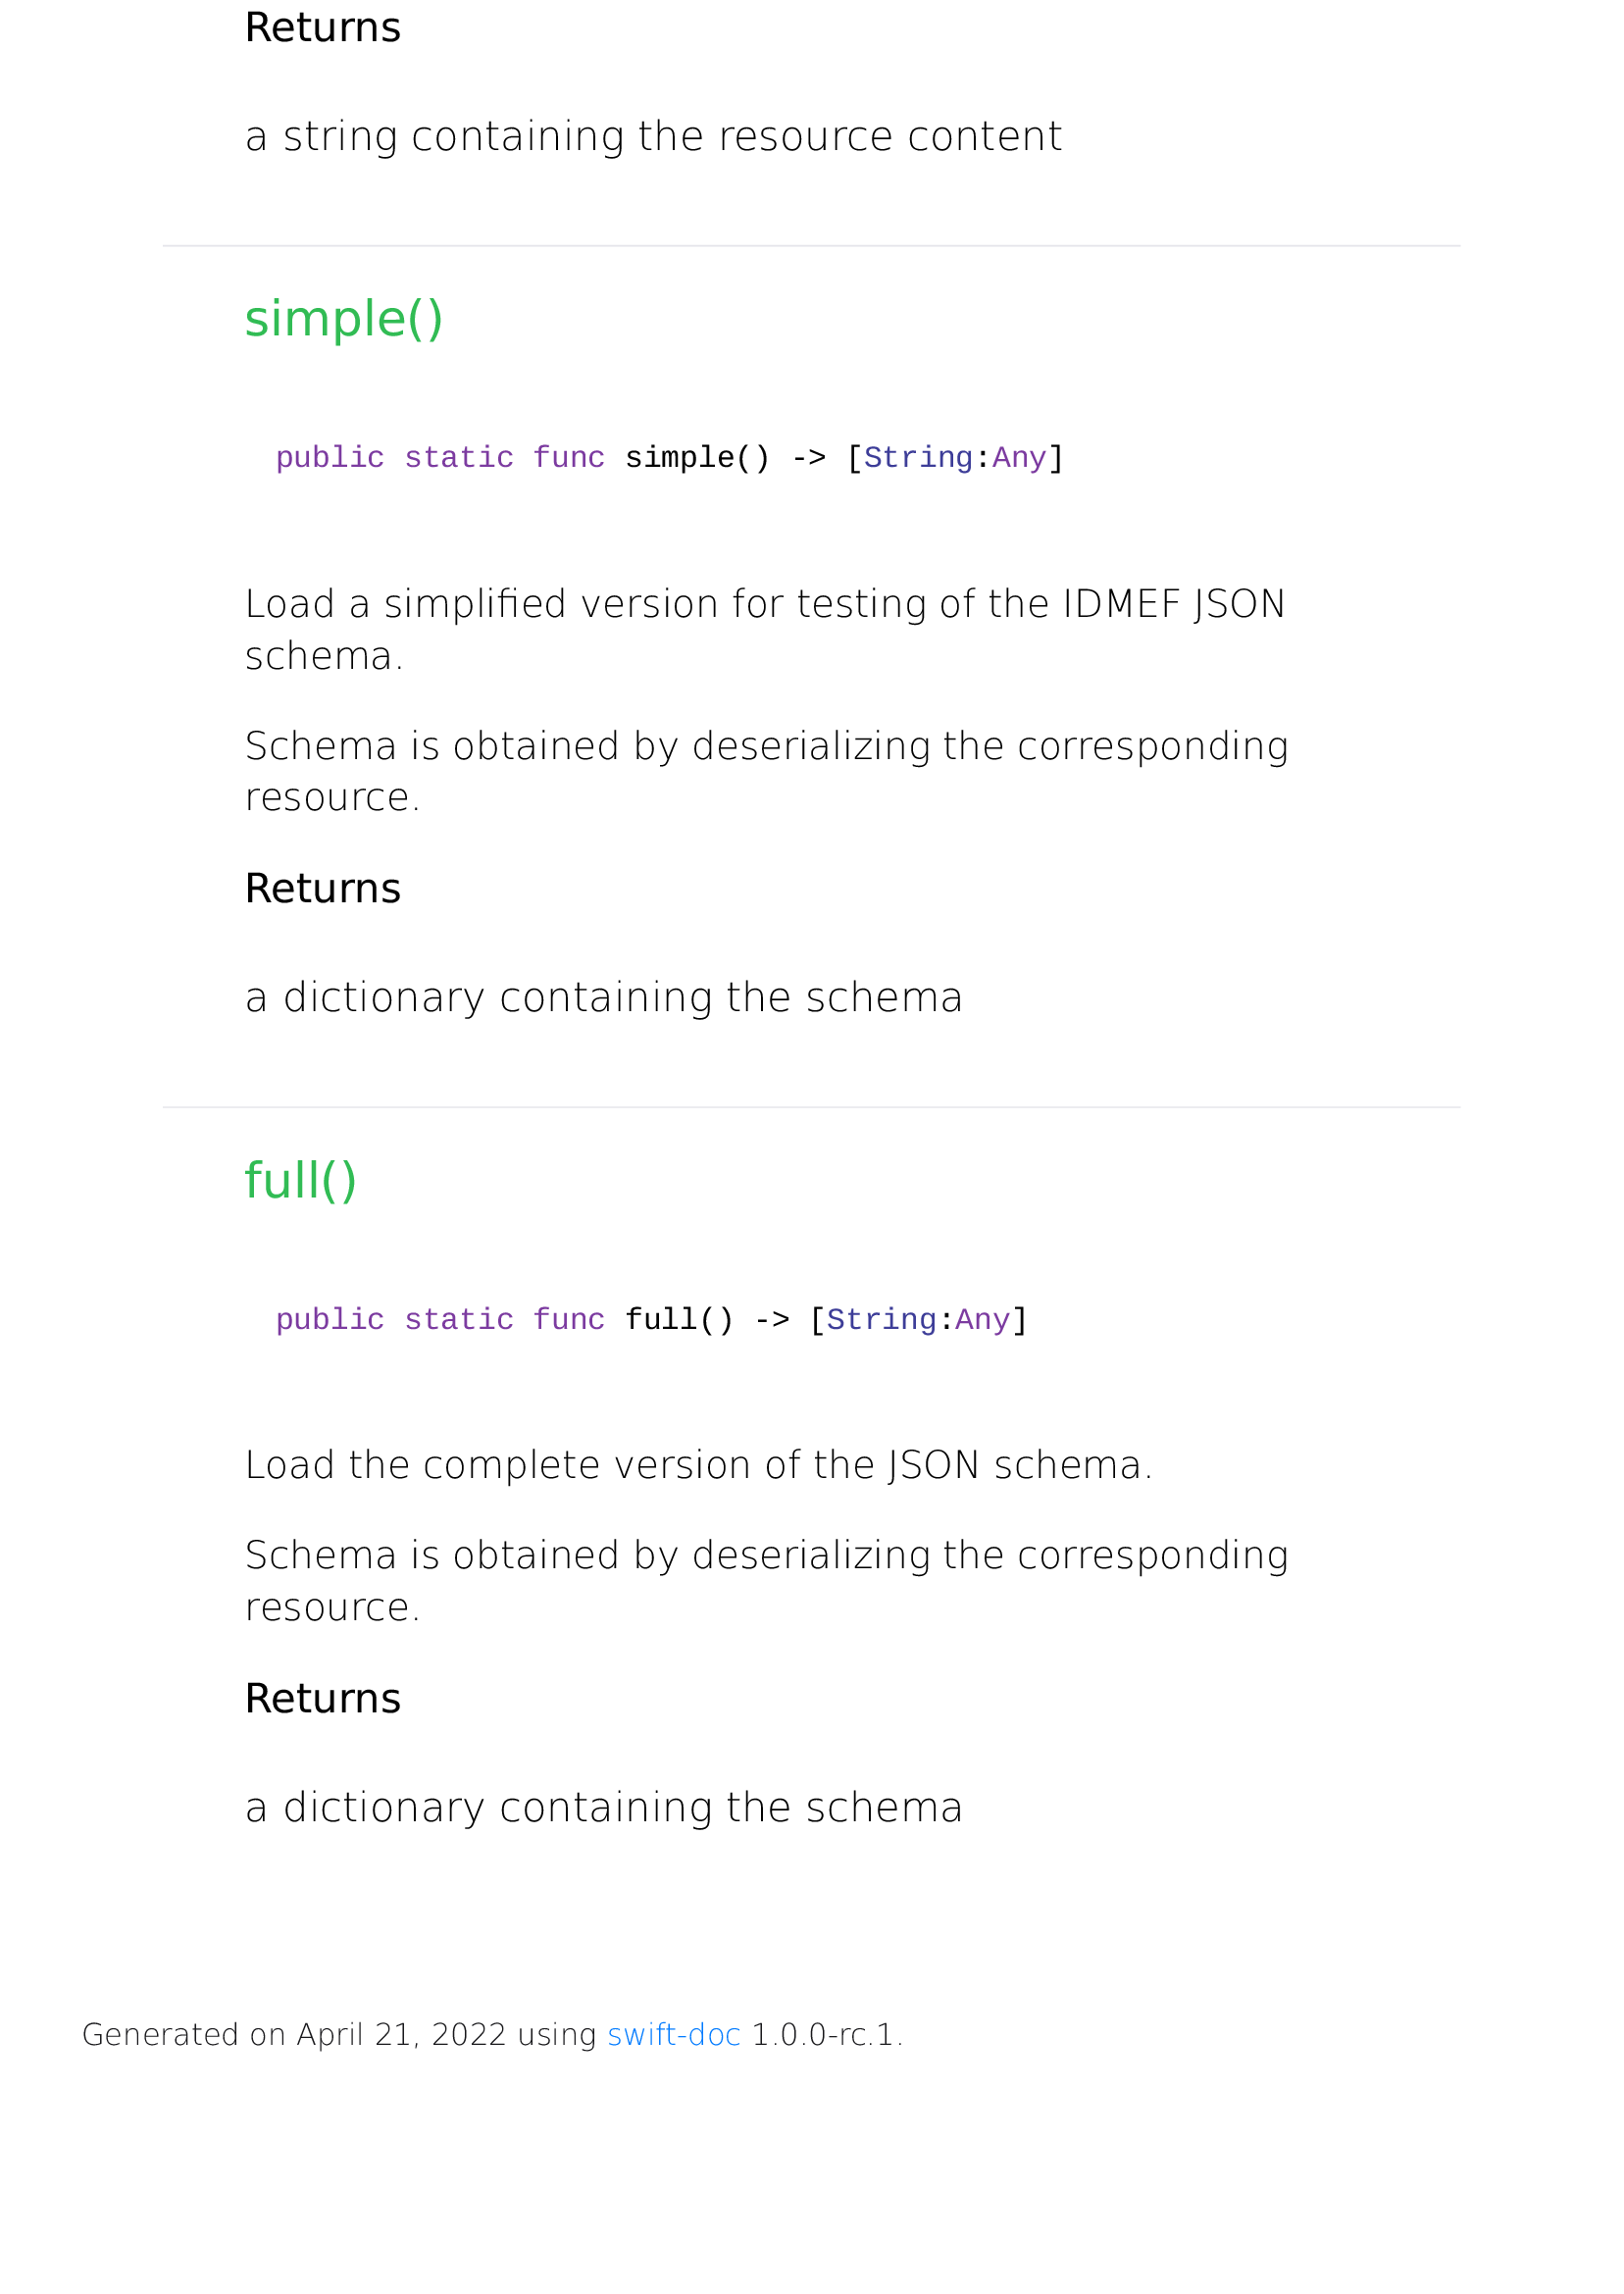 Returns
a string containing the resource content
simple()
public static func simple() -> [String:Any]
Load a simplified version for testing of the IDMEF JSON
schema.
Schema is obtained by deserializing the corresponding
resource.
Returns
a dictionary containing the schema
full()
public static func full() -> [String:Any]
Load the complete version of the JSON schema.
Schema is obtained by deserializing the corresponding
resource.
Returns
a dictionary containing the schema
Generated on April 21, 2022 using swift-doc 1.0.0-rc.1.